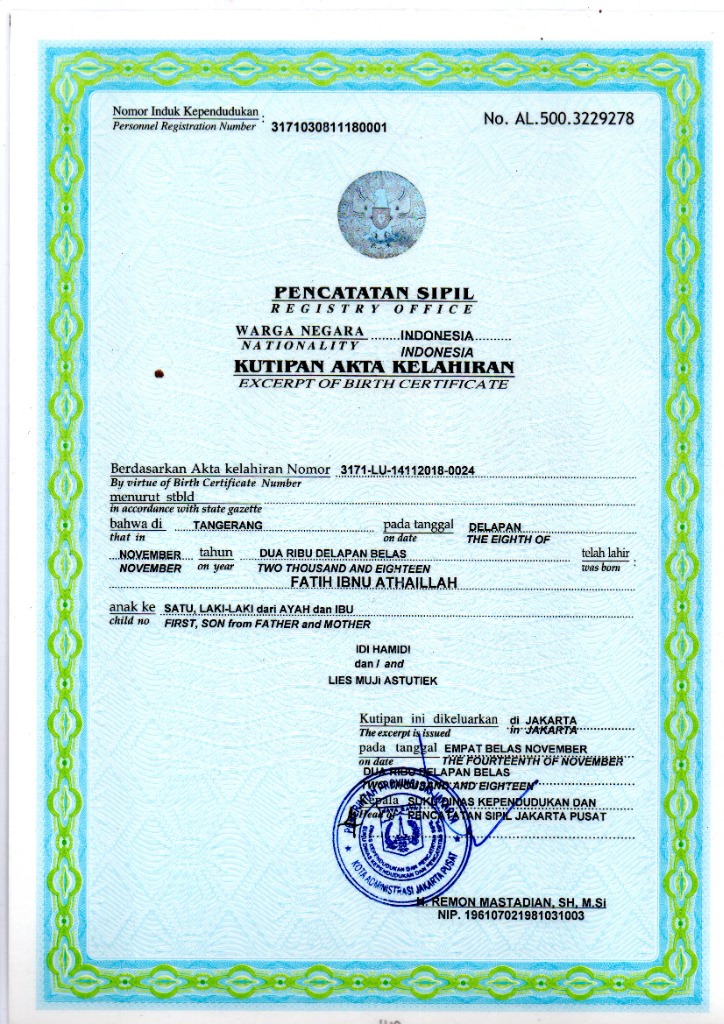 Nomor Induk Kependudukan : 3171030811180001
Personnel Registration Number
No. AL.500.3229278
PENCATATAN SIPIL
REGISTRY OFFICE
WARGA NEGARA INDONESIA
NATIONALITY INDONESIA
KUTIPAN AKTA KELAHIRAN
EXCERPT OF BIRTH CERTIFICATE
Berdasarkan Akta kelahiran Nomor 3171-LU-14112018-0024
By virtue of Birth Certificate Number
menurut stbld
in accordance with state gazette
bahwa di TANGERANG pada tanggal DELAPAN
that in on date THE EIGHTH OF
NOVEMBER tahun DUA RIBU DELAPAN BELAS telah lahir :
NOVEMBER on year TWO THOUSAND AND EIGHTEEN was born
FATIH IBNU ATHAILLAH
anak ke SATU, LAKI-LAKI dari AYAH dan IBU
child no FIRST, SON from FATHER and MOTHER
IDI HAMIDI
dan / and
LIES MUJI ASTUTIEK
Kutipan ini dikeluarkan di JAKARTA
The excerpt is issued in JAKARTA
pada tanggal EMPAT BELAS NOVEMBER
on date THE FOURTEENTH OF NOVEMBER
DUA RIBU DELAPAN BELAS
TWO THOUSAND AND EIGHTEEN
Kepala SUKU DINAS KEPENDUDUKAN DAN
Head of PENCATATAN SIPIL JAKARTA PUSAT
KOTA ADMINISTRASI JAKARTA PUSAT
H. REMON MASTADIAN, SH, M.Si
NIP. 196107021981031003